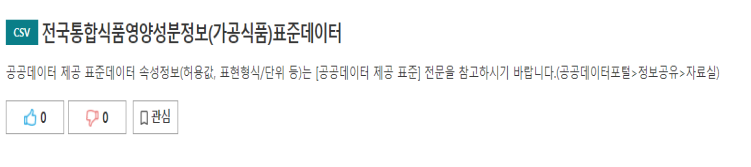 CSV 전국통합식품영양성분정보(가공식품)표준데이터
공공데이터 제공 표준데이터 속성정보(허용값, 표현형식/단위 등)는 [공공데이터 제공 표준] 전문을 참고하시기 바랍니다.(공공데이터포털>정보공유>자료실)
0 0 관심